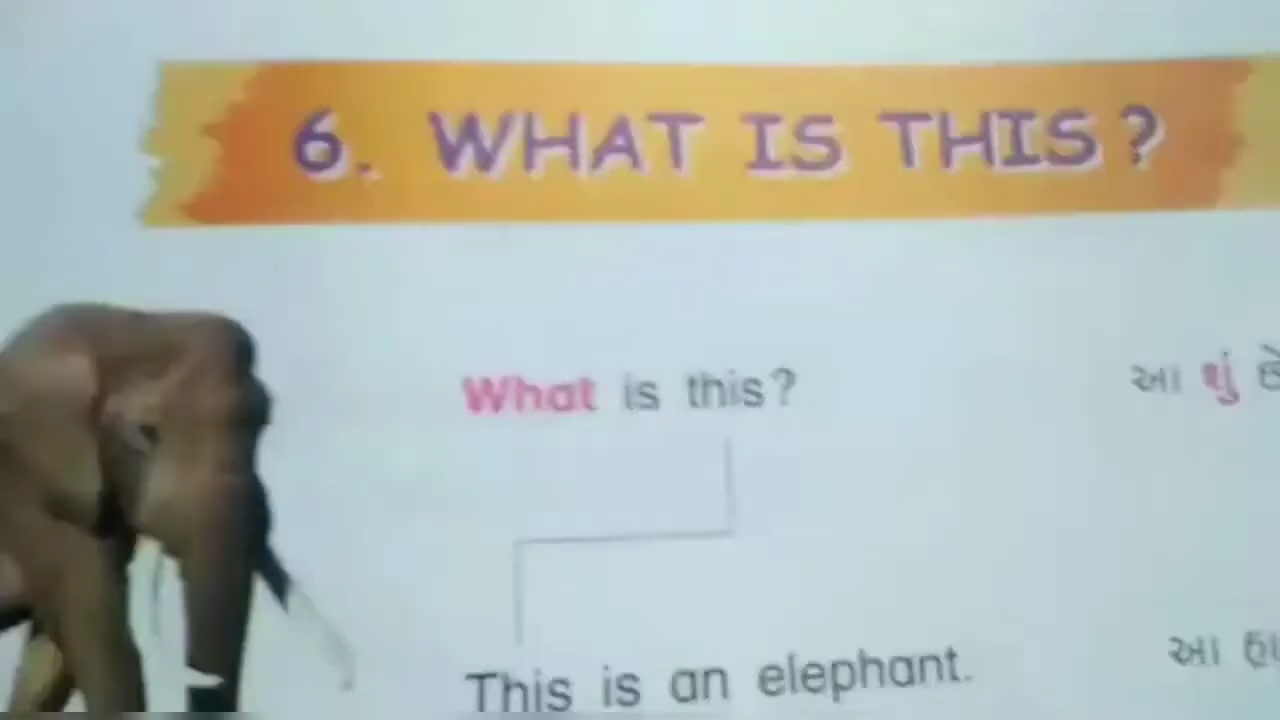 6. WHAT IS THIS?
What is this?
આ શું
This is an elephant.
આ